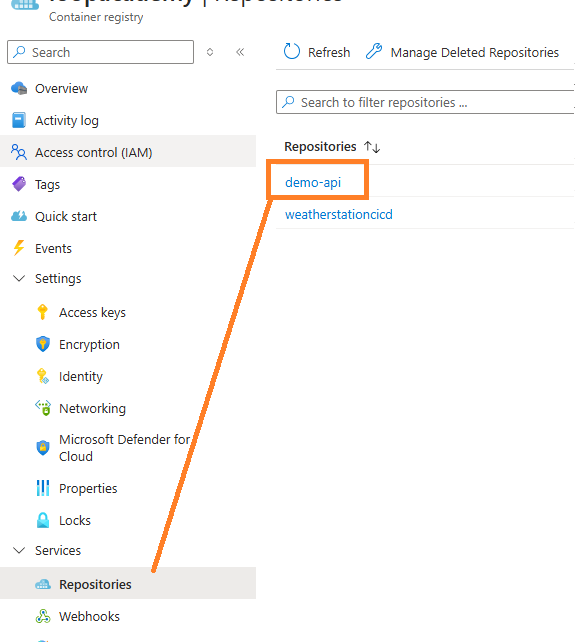 Container registry
Search
Refresh
Manage Deleted Repositories
Overview
Activity log
Access control (IAM)
Tags
Quick start
Events
Settings
Access keys
Encryption
Identity
Networking
Microsoft Defender for
Cloud
Properties
Locks
Services
Repositories
Webhooks
Search to filter repositories ...
Repositories
demo-api
weatherstationcicd